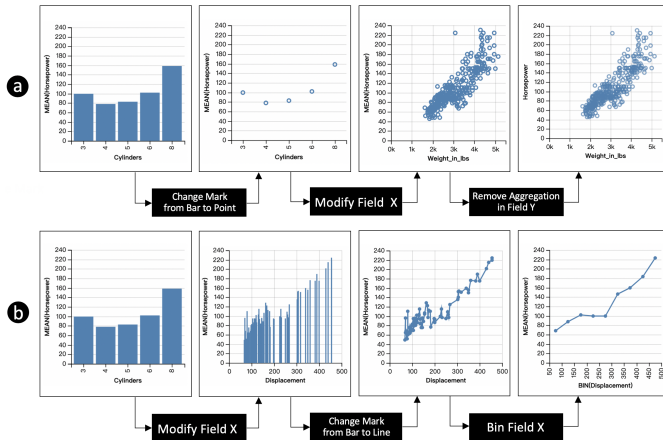 a
MEAN(Horsepower)
240
220
200
180
160
140
120
100
80
60
40
20
0
3 4 5 6 8
Cylinders
MEAN(Horsepower)
240
220
200
180
160
140
120
100
80
60
40
20
0
3 4 5 6 8
Cylinders
MEAN(Horsepower)
240
220
200
180
160
140
120
100
80
60
40
20
0
0k 1k 2k 3k 4k 5k
Weight_in_lbs
Horsepower
240
220
200
180
160
140
120
100
80
60
40
20
0
0k 1k 2k 3k 4k 5k
Weight_in_lbs
Change Mark
from Bar to Point
Modify Field X
Remove Aggregation
in Field Y
b
MEAN(Horsepower)
240
220
200
180
160
140
120
100
80
60
40
20
0
3 4 5 6 8
Cylinders
MEAN(Horsepower)
240
220
200
180
160
140
120
100
80
60
40
20
0
0 100 200 300 400 500
Displacement
MEAN(Horsepower)
240
220
200
180
160
140
120
100
80
60
40
20
0
0 100 200 300 400 500
Displacement
MEAN(Horsepower)
240
220
200
180
160
140
120
100
80
60
40
20
0
50 100 150 200 250 300 350 400 450 500
BIN(Displacement)
Modify Field X
Change Mark
from Bar to Line
Bin Field X